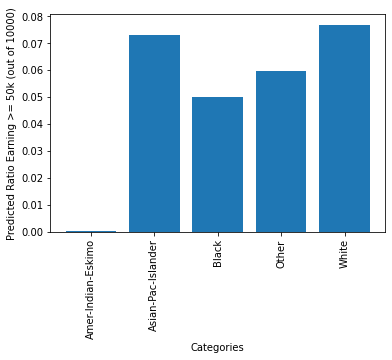 Predicted Ratio Earning >= 50k (out of 10000)
0.08
0.07
0.06
0.05
0.04
0.03
0.02
0.01
0.00
Amer-Indian-Eskimo
Asian-Pac-Islander
Black
Other
White
Categories